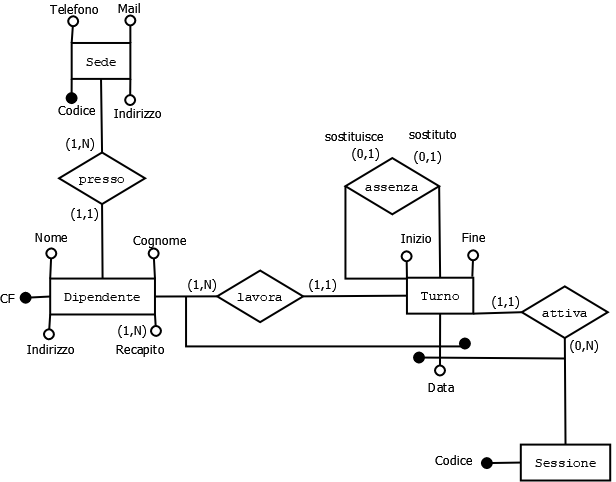 Telefono
Mail
Sede
Codice
Indirizzo
(1,N)
presso
(1,1)
sostituisce
(0,1)
sostituto
(0,1)
assenza
Nome
Cognome
CF
Dipendente
Indirizzo
(1,N)
Recapito
(1,N)
lavora
(1,1)
Inizio
Fine
Turno
Data
(1,1)
attiva
(0,N)
Codice
Sessione